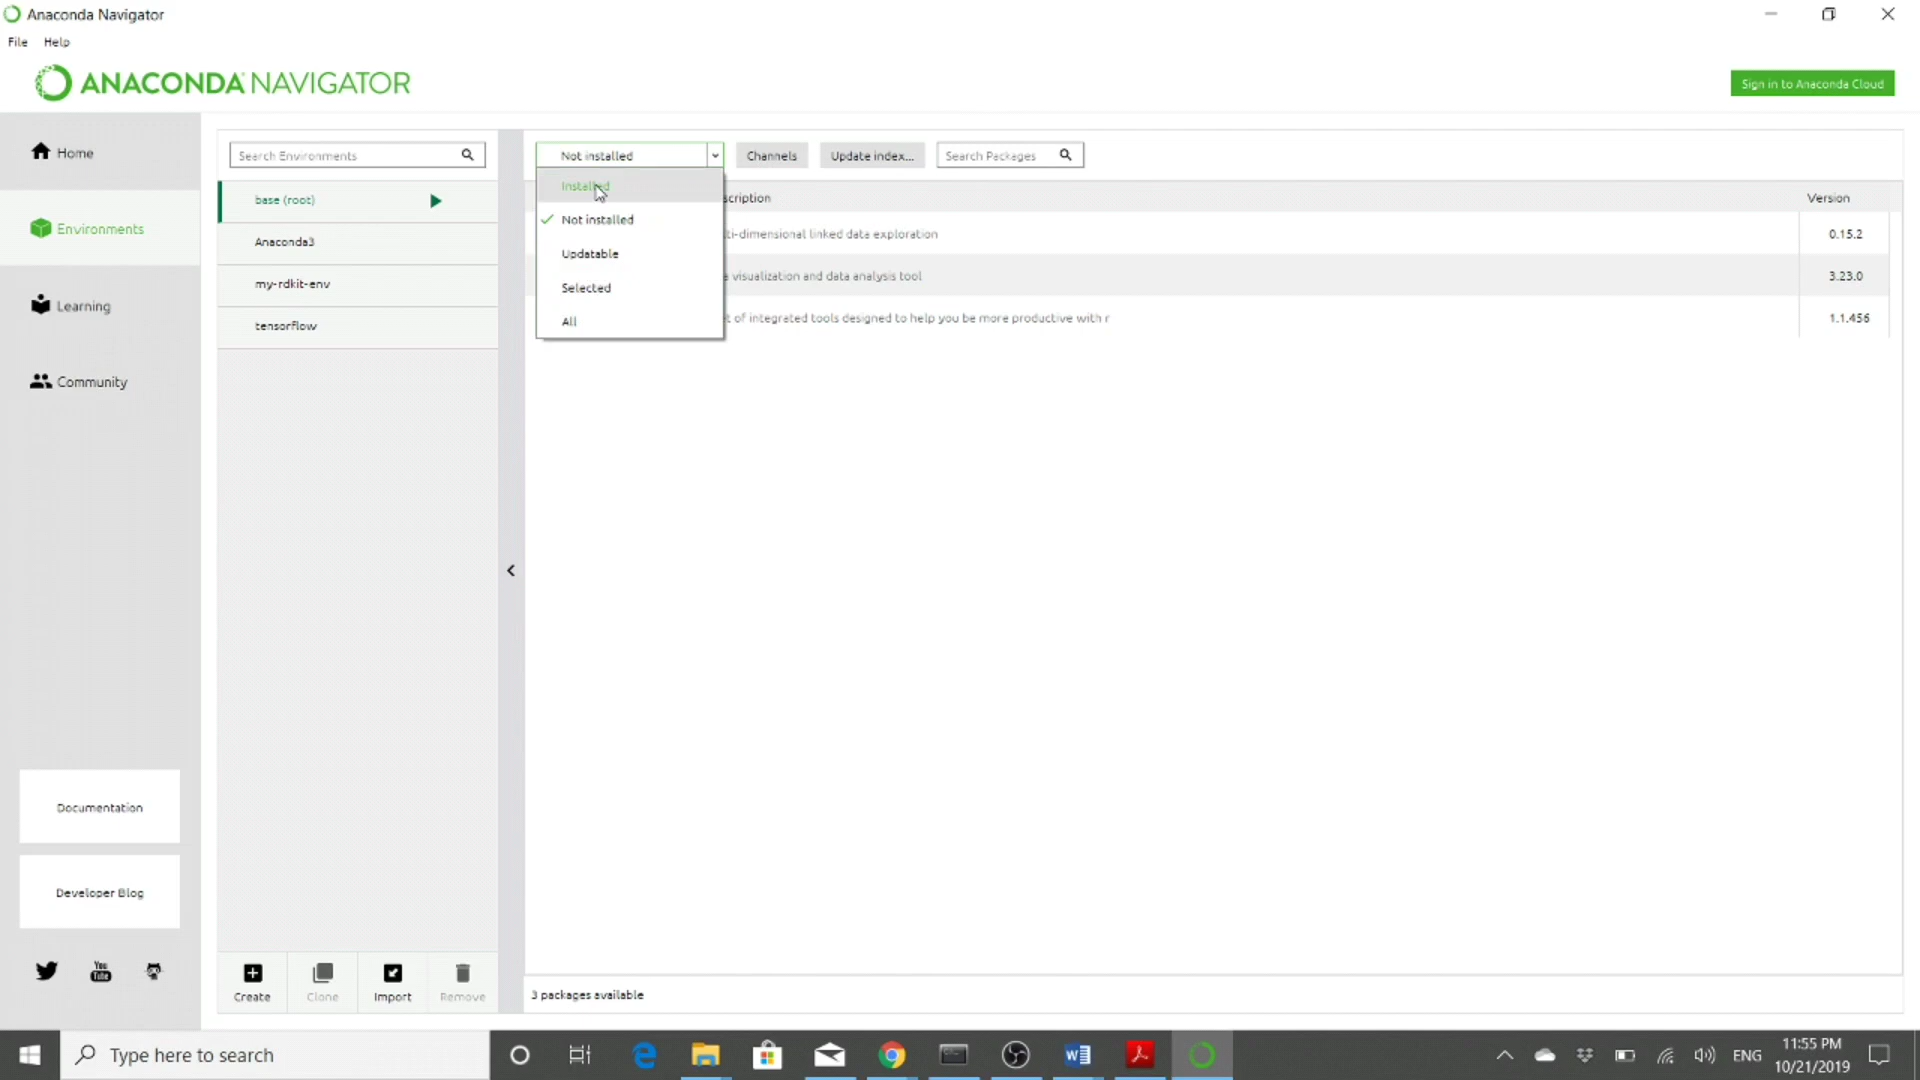 Anaconda Navigator
File Help
ANACONDA NAVIGATOR
Sign in to Anaconda Cloud
Home
Environments
Learning
Community
Documentation
Developer Blog
You Tube
Search Environments
base (root)
Anaconda3
my-rdkit-env
tensorflow
Create Clone Import Remove
Not installed Channels Update index... Search Packages
Installed
Not installed
Updatable
Selected
All
scription Version
ti-dimensional linked data exploration 0.15.2
visualization and data analysis tool 3.23.0
t of integrated tools designed to help you be more productive with r 1.1.456
3 packages available
Type here to search
ENG
11:55 PM
10/21/2019